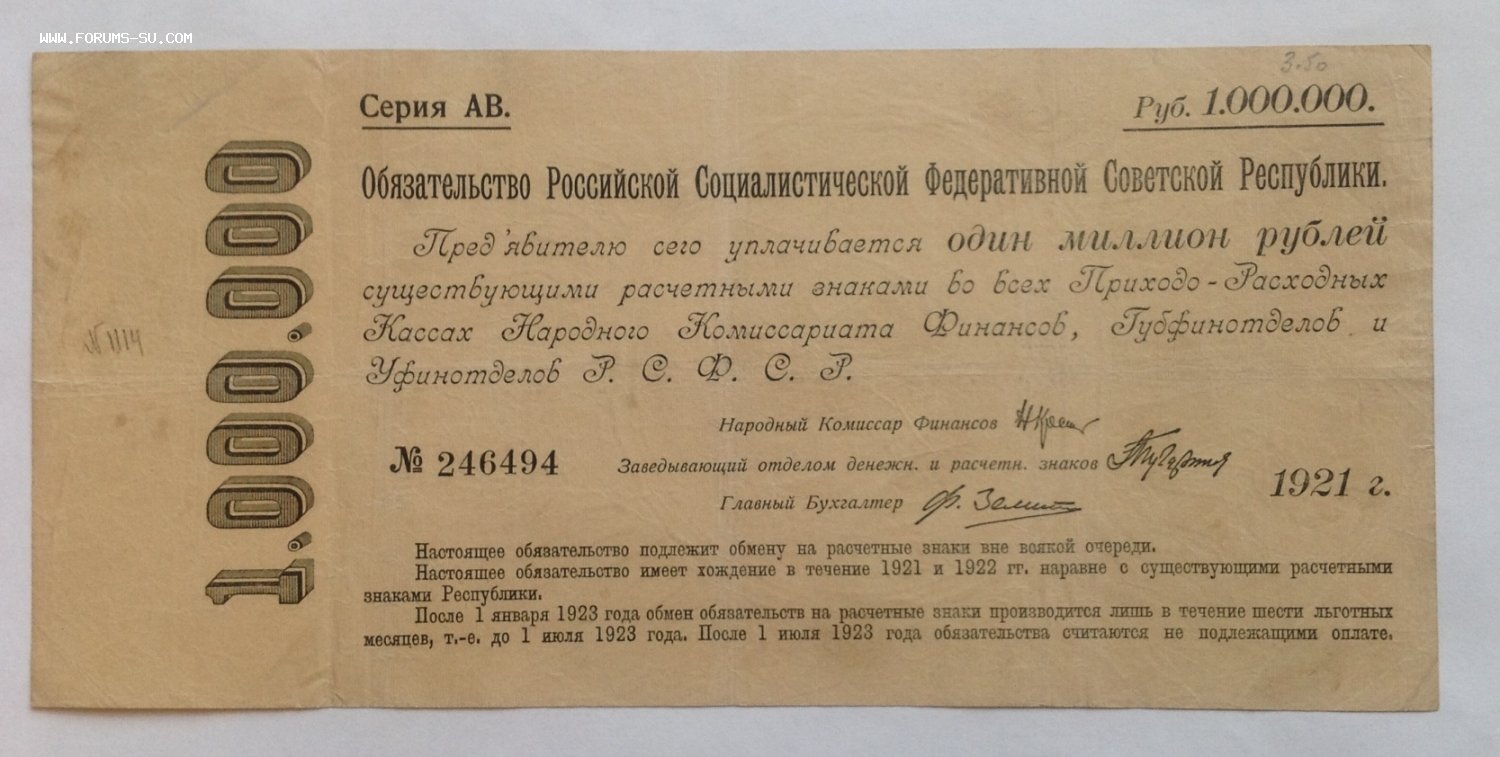 WWW.FORUMS-SU.COM
3.50
Серия АВ.
Руб. 1.000.000.
1.000.000
Обязательство Российской Социалистической Федеративной Советской Республики.
Пред'явителю сего уплачивается один миллион рублей
существующими расчетными знаками во всех Приходо-Расходных
Кассах Народного Комиссариата Финансов, Губфинотделов и
Уфинотделов Р. С. Ф. С. Р.
Народный Комиссар Финансов
№ 246494
Заведывающий отделом денежн. и расчетн. знаков
1921 г.
Главный Бухгалтер
Настоящее обязательство подлежит обмену на расчетные знаки вне всякой очереди.
Настоящее обязательство имеет хождение в течение 1921 и 1922 гг. наравне с существующими расчетными
знаками Республики.
После 1 января 1923 года обмен обязательств на расчетные знаки производится лишь в течение шести льготных
месяцев, т.-е. до 1 июля 1923 года. После 1 июля 1923 года обязательства считаются не подлежащими оплате.